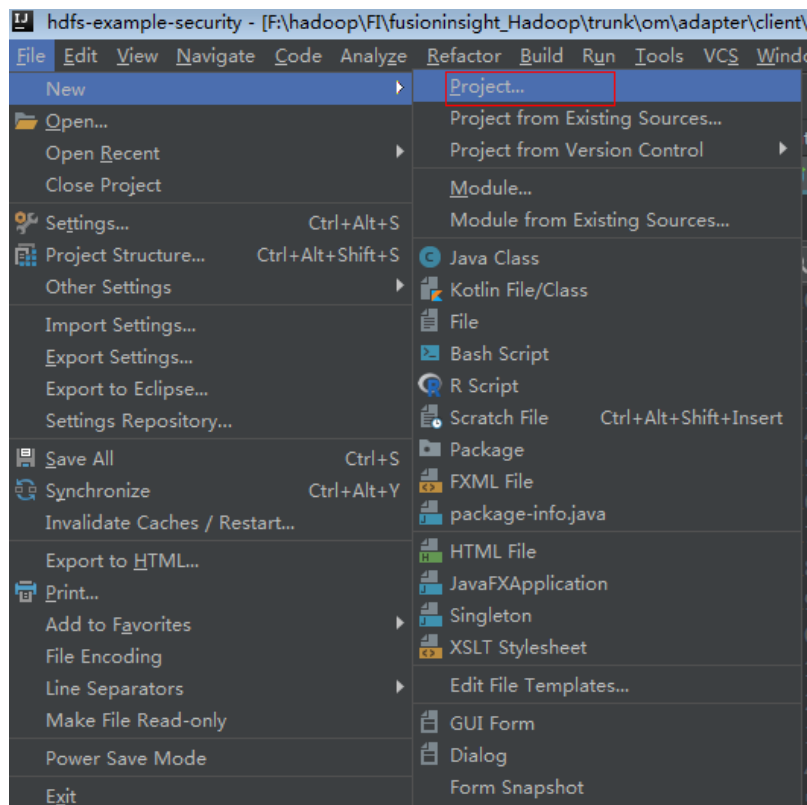 hdfs-example-security - [F:\hadoop\FI\fusioninsight_Hadoop\trunk\om\adapter\client\
File Edit View Navigate Code Analyze Refactor Build Run Tools VCS Windo
New
Open...
Open Recent
Close Project
Settings... Ctrl+Alt+S
Project Structure... Ctrl+Alt+Shift+S
Other Settings
Import Settings...
Export Settings...
Export to Eclipse...
Settings Repository...
Save All Ctrl+S
Synchronize Ctrl+Alt+Y
Invalidate Caches / Restart...
Export to HTML...
Print...
Add to Favorites
File Encoding
Line Separators
Make File Read-only
Power Save Mode
Exit
Project...
Project from Existing Sources...
Project from Version Control
Module...
Module from Existing Sources...
Java Class
Kotlin File/Class
File
Bash Script
R Script
Scratch File Ctrl+Alt+Shift+Insert
Package
FXML File
package-info.java
HTML File
JavaFXApplication
Singleton
XSLT Stylesheet
Edit File Templates...
GUI Form
Dialog
Form Snapshot